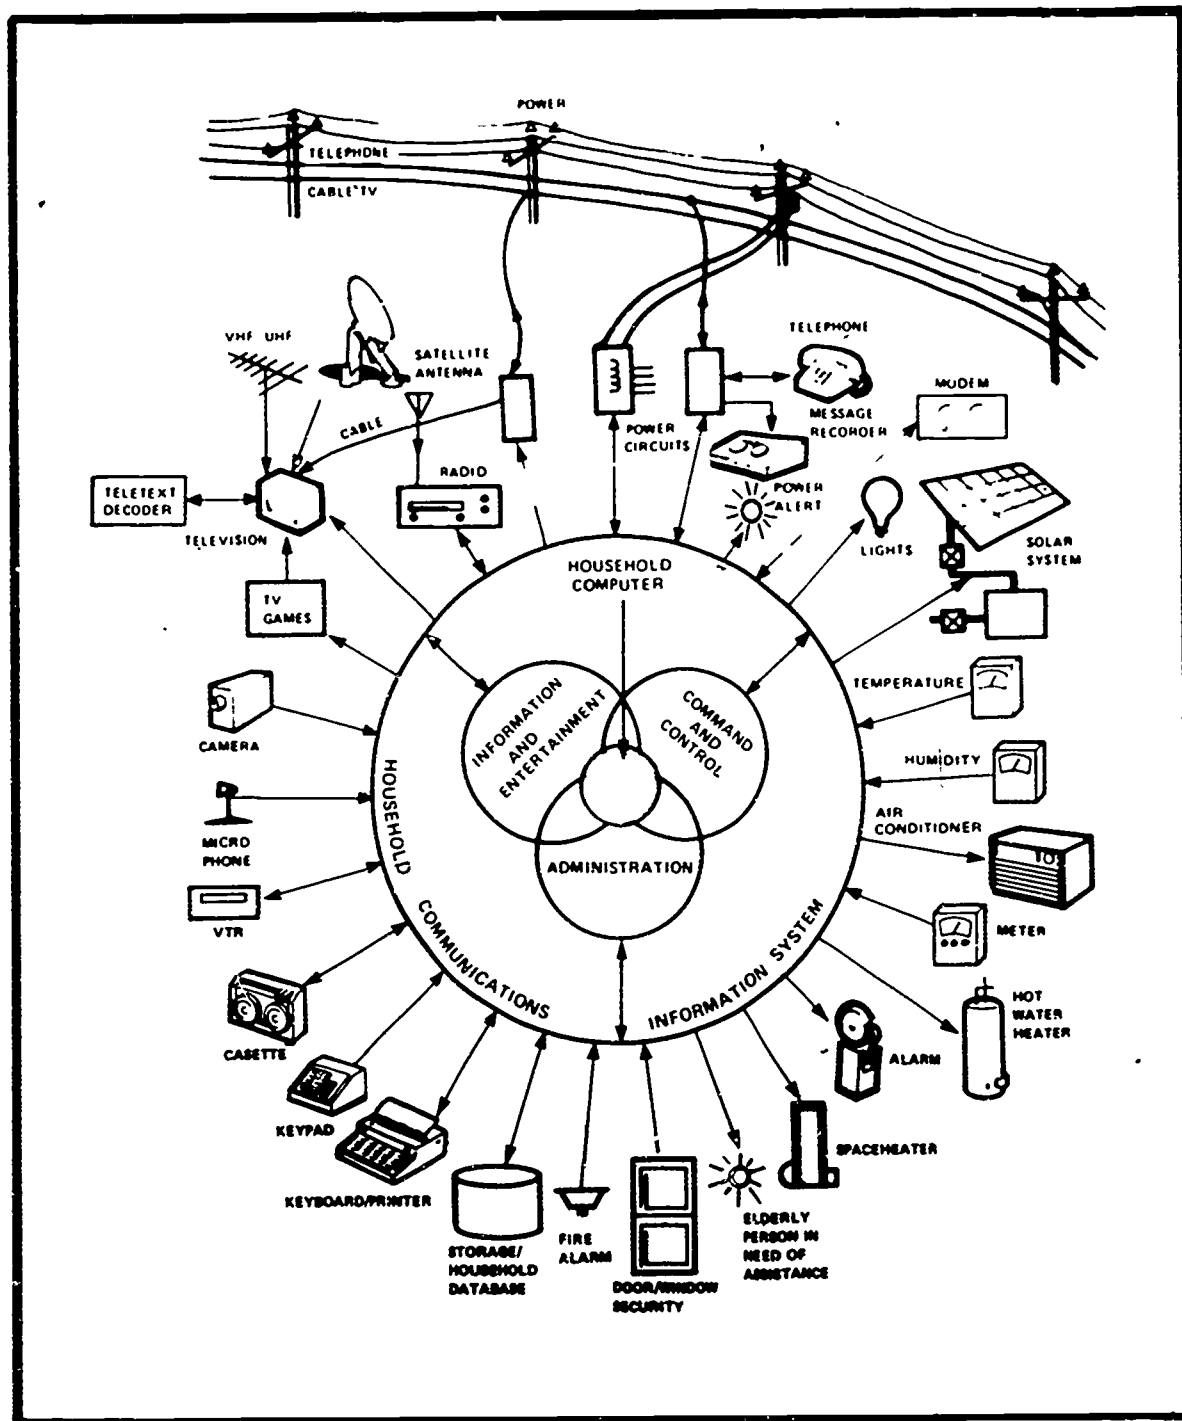 POWER
TELEPHONE
CABLE TV
VHF UHF
SATELLITE
ANTENNA
CABLE
RADIO
TELETEXT
DECODER
TELEVISION
TV
GAMES
POWER
CIRCUITS
TELEPHONE
MESSAGE
RECORDER
MODEM
POWER
ALERT
LIGHTS
SOLAR
SYSTEM
HOUSEHOLD
COMPUTER
INFORMATION
AND
ENTERTAINMENT
COMMAND
AND
CONTROL
ADMINISTRATION
HOUSEHOLD COMMUNICATIONS INFORMATION SYSTEM
CAMERA
MICRO
PHONE
VTR
CASETTE
KEYPAD
KEYBOARD/PRINTER
STORAGE/
HOUSEHOLD
DATABASE
FIRE
ALARM
DOOR/WINDOW
SECURITY
ELDERLY
PERSON IN
NEED OF
ASSISTANCE
SPACEHEATER
ALARM
HOT
WATER
HEATER
METER
AIR
CONDITIONER
HUMIDITY
TEMPERATURE